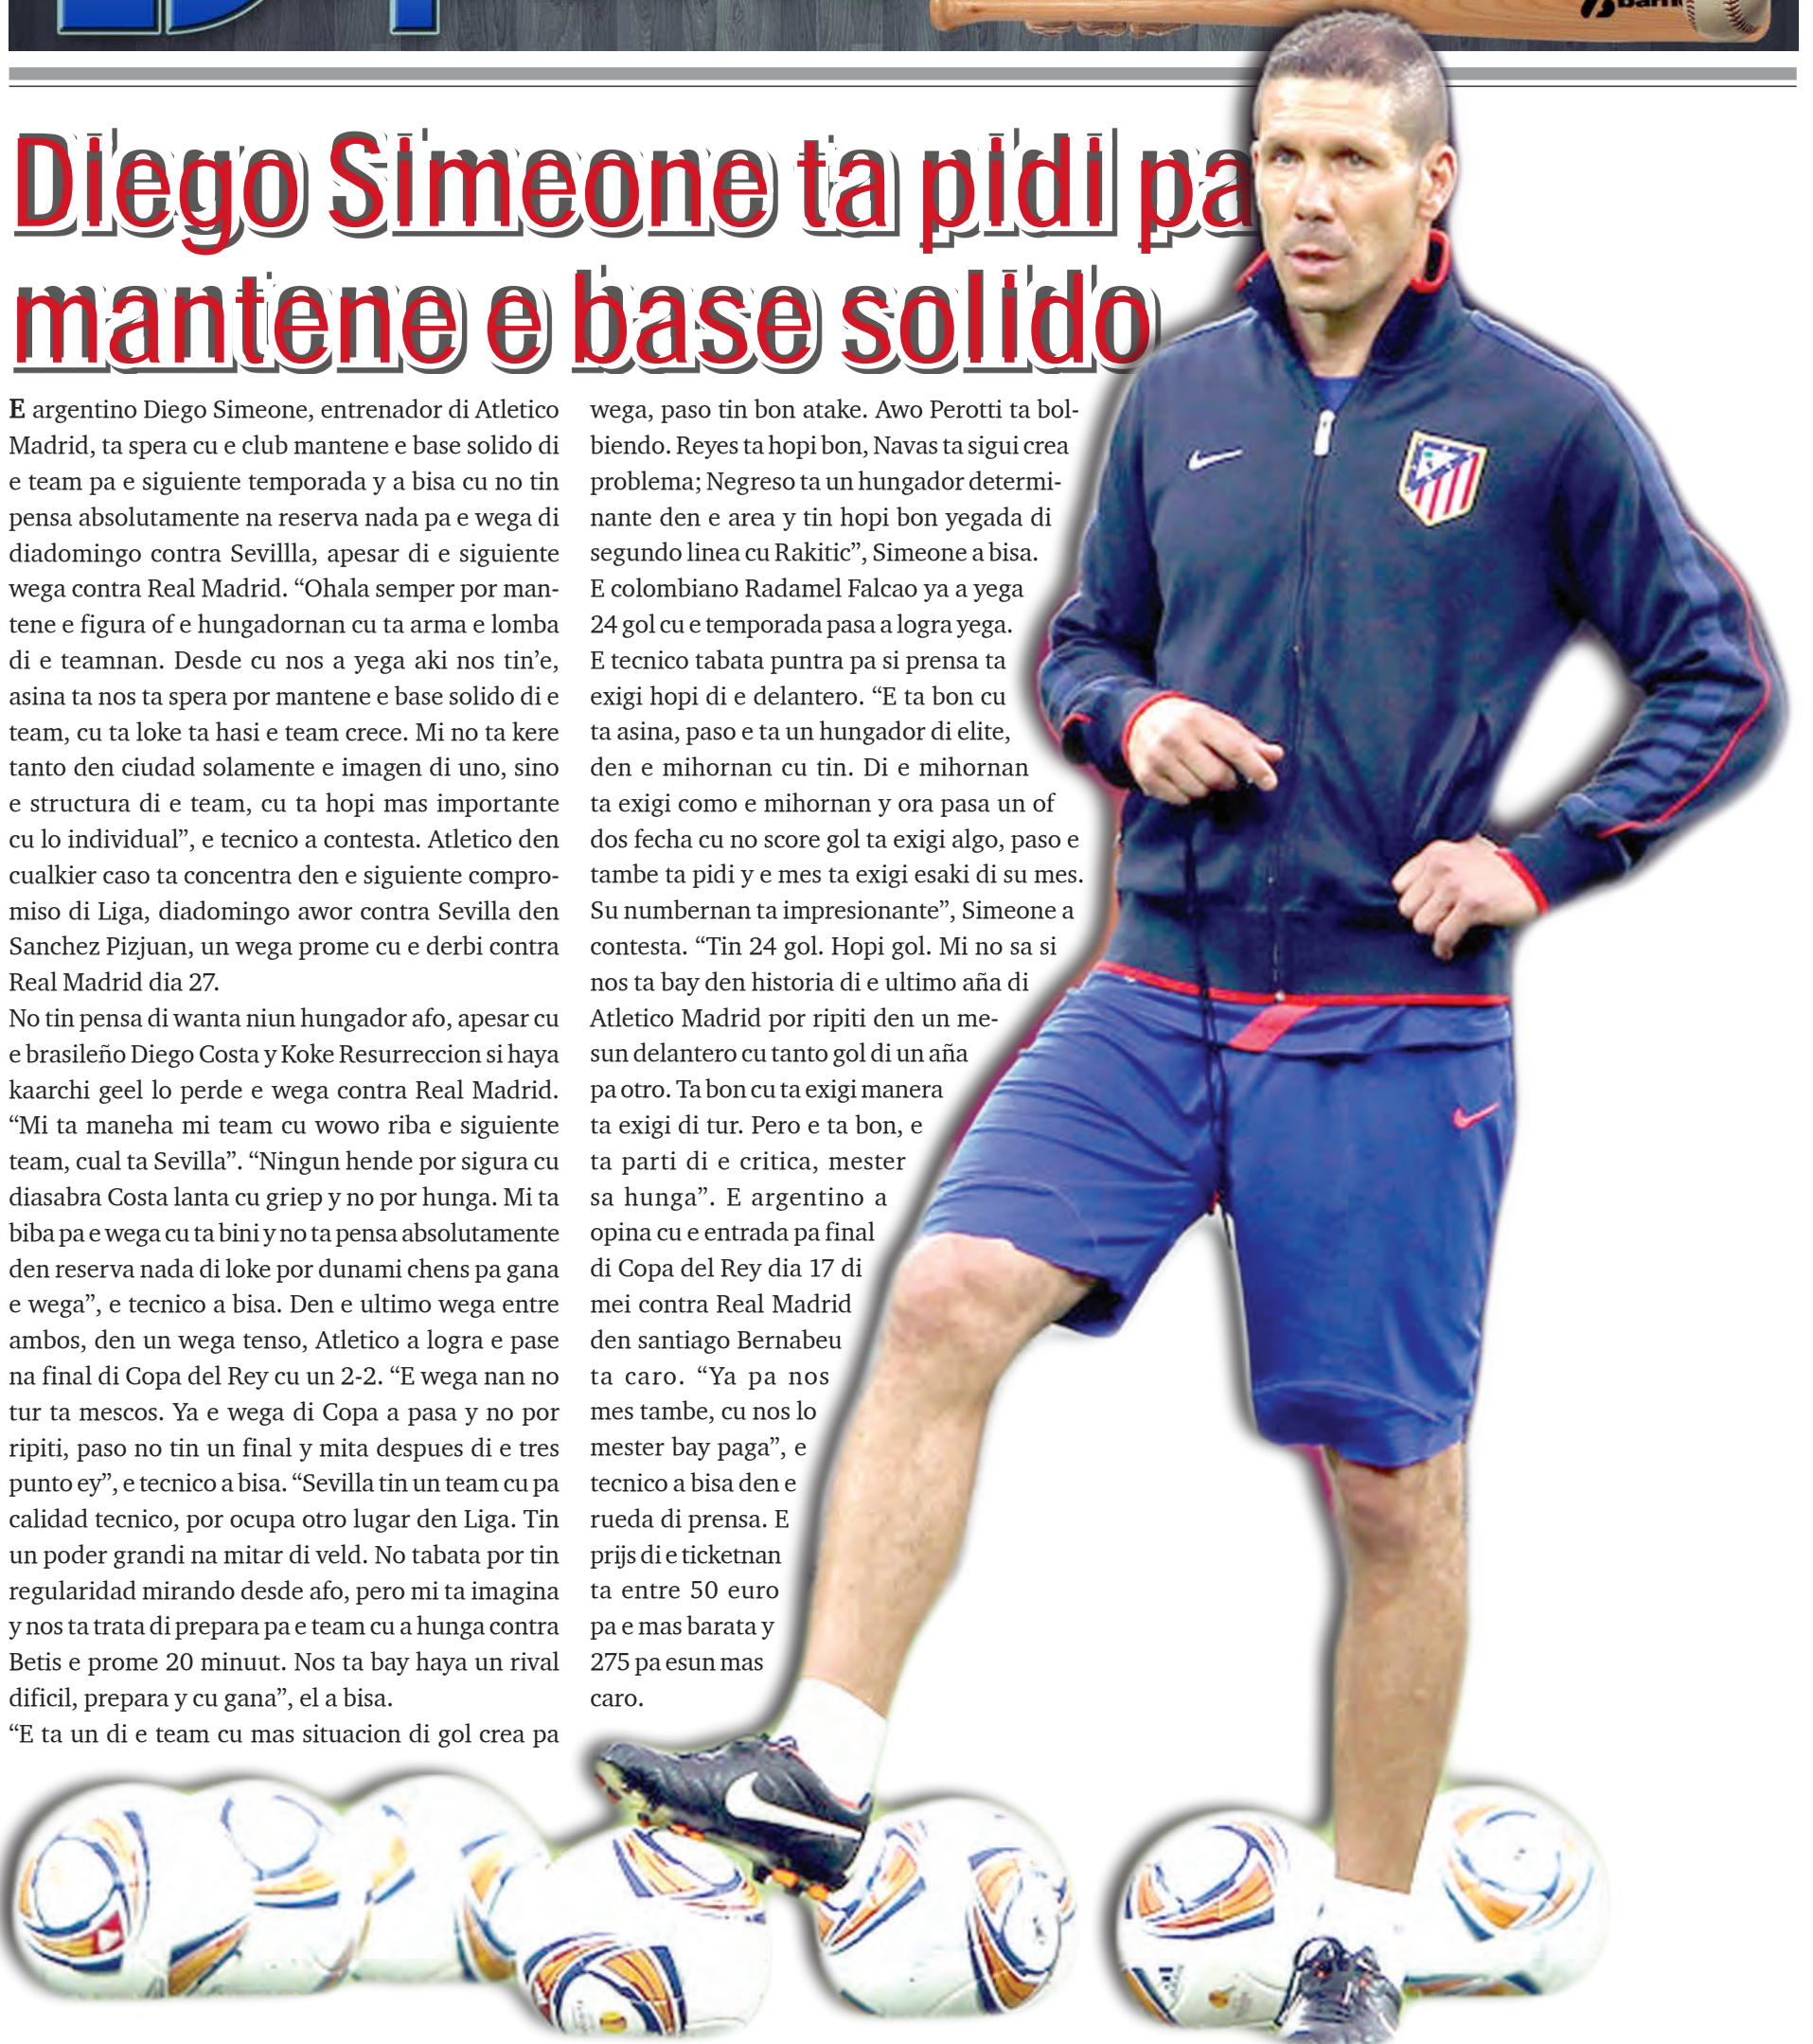 Diego Simeone ta pidi pa
mantene e base solido
E argentino Diego Simeone, entrenador di Atletico
Madrid, ta spera cu e club mantene e base solido di
e team pa e siguiente temporada y a bisa cu no tin
pensa absolutamente na reserva nada pa e wega di
diadomingo contra Sevillla, apesar di e siguiente
wega contra Real Madrid. “Ohala semper por man-
tene e figura of e hungadornan cu ta arma e lomba
di e teamnan. Desde cu nos a yega aki nos tin’e,
asina ta nos ta spera por mantene e base solido di e
team, cu ta loke ta hasi e team crece. Mi no ta kere
tanto den ciudad solamente e imagen di uno, sino
e structura di e team, cu ta hopi mas importante
cu lo individual”, e tecnico a contesta. Atletico den
cualkier caso ta concentra den e siguiente compro-
miso di Liga, diadomingo awor contra Sevilla den
Sanchez Pizjuan, un wega prome cu e derbi contra
Real Madrid dia 27.
No tin pensa di wanta niun hungador afo, apesar cu
e brasileño Diego Costa y Koke Resurreccion si haya
kaarchi geel lo perde e wega contra Real Madrid.
“Mi ta maneha mi team cu wowo riba e siguiente
team, cual ta Sevilla”. “Ningun hende por sigura cu
diasabra Costa lanta cu griep y no por hunga. Mi ta
biba pa e wega cu ta bini y no ta pensa absolutamente
den reserva nada di loke por dunami chens pa gana
e wega”, e tecnico a bisa. Den e ultimo wega entre
ambos, den un wega tenso, Atletico a logra e pase
na final di Copa del Rey cu un 2-2. “E wega nan no
tur ta mescos. Ya e wega di Copa a pasa y no por
ripiti, paso no tin un final y mita despues di e tres
punto ey”, e tecnico a bisa. “Sevilla tin un team cu pa
calidad tecnico, por ocupa otro lugar den Liga. Tin
un poder grandi na mitar di veld. No tabata por tin
regularidad mirando desde afo, pero mi ta imagina
y nos ta trata di prepara pa e team cu a hunga contra
Betis e prome 20 minuut. Nos ta bay haya un rival
dificil, prepara y cu gana”, el a bisa.
“E ta un di e team cu mas situacion di gol crea pa
wega, paso tin bon atake. Awo Perotti ta bol-
biendo. Reyes ta hopi bon, Navas ta sigui crea
problema; Negreso ta un hungador determi-
nante den e area y tin hopi bon yegada di
segundo linea cu Rakitic”, Simeone a bisa.
E colombiano Radamel Falcao ya a yega
24 gol cu e temporada pasa a logra yega.
E tecnico tabata puntra pa si prensa ta
exigi hopi di e delantero. “E ta bon cu
ta asina, paso e ta un hungador di elite,
den e mihornan cu tin. Di e mihornan
ta exigi como e mihornan y ora pasa un of
dos fecha cu no score gol ta exigi algo, paso e
tambe ta pidi y e mes ta exigi esaki di su mes.
Su numbernan ta impresionante”, Simeone a
contesta. “Tin 24 gol. Hopi gol. Mi no sa si
nos ta bay den historia di e ultimo aña di
Atletico Madrid por ripiti den un me-
sun delantero cu tanto gol di un aña
pa otro. Ta bon cu ta exigi manera
ta exigi di tur. Pero e ta bon, e
ta parti di e critica, mester
sa hunga”. E argentino a
opina cu e entrada pa final
di Copa del Rey dia 17 di
mei contra Real Madrid
den santiago Bernabeu
ta caro. “Ya pa nos
mes tambe, cu nos lo
mester bay paga”, e
tecnico a bisa den e
rueda di prensa. E
prijs di e ticketnan
ta entre 50 euro
pa e mas barata y
275 pa esun mas
caro.